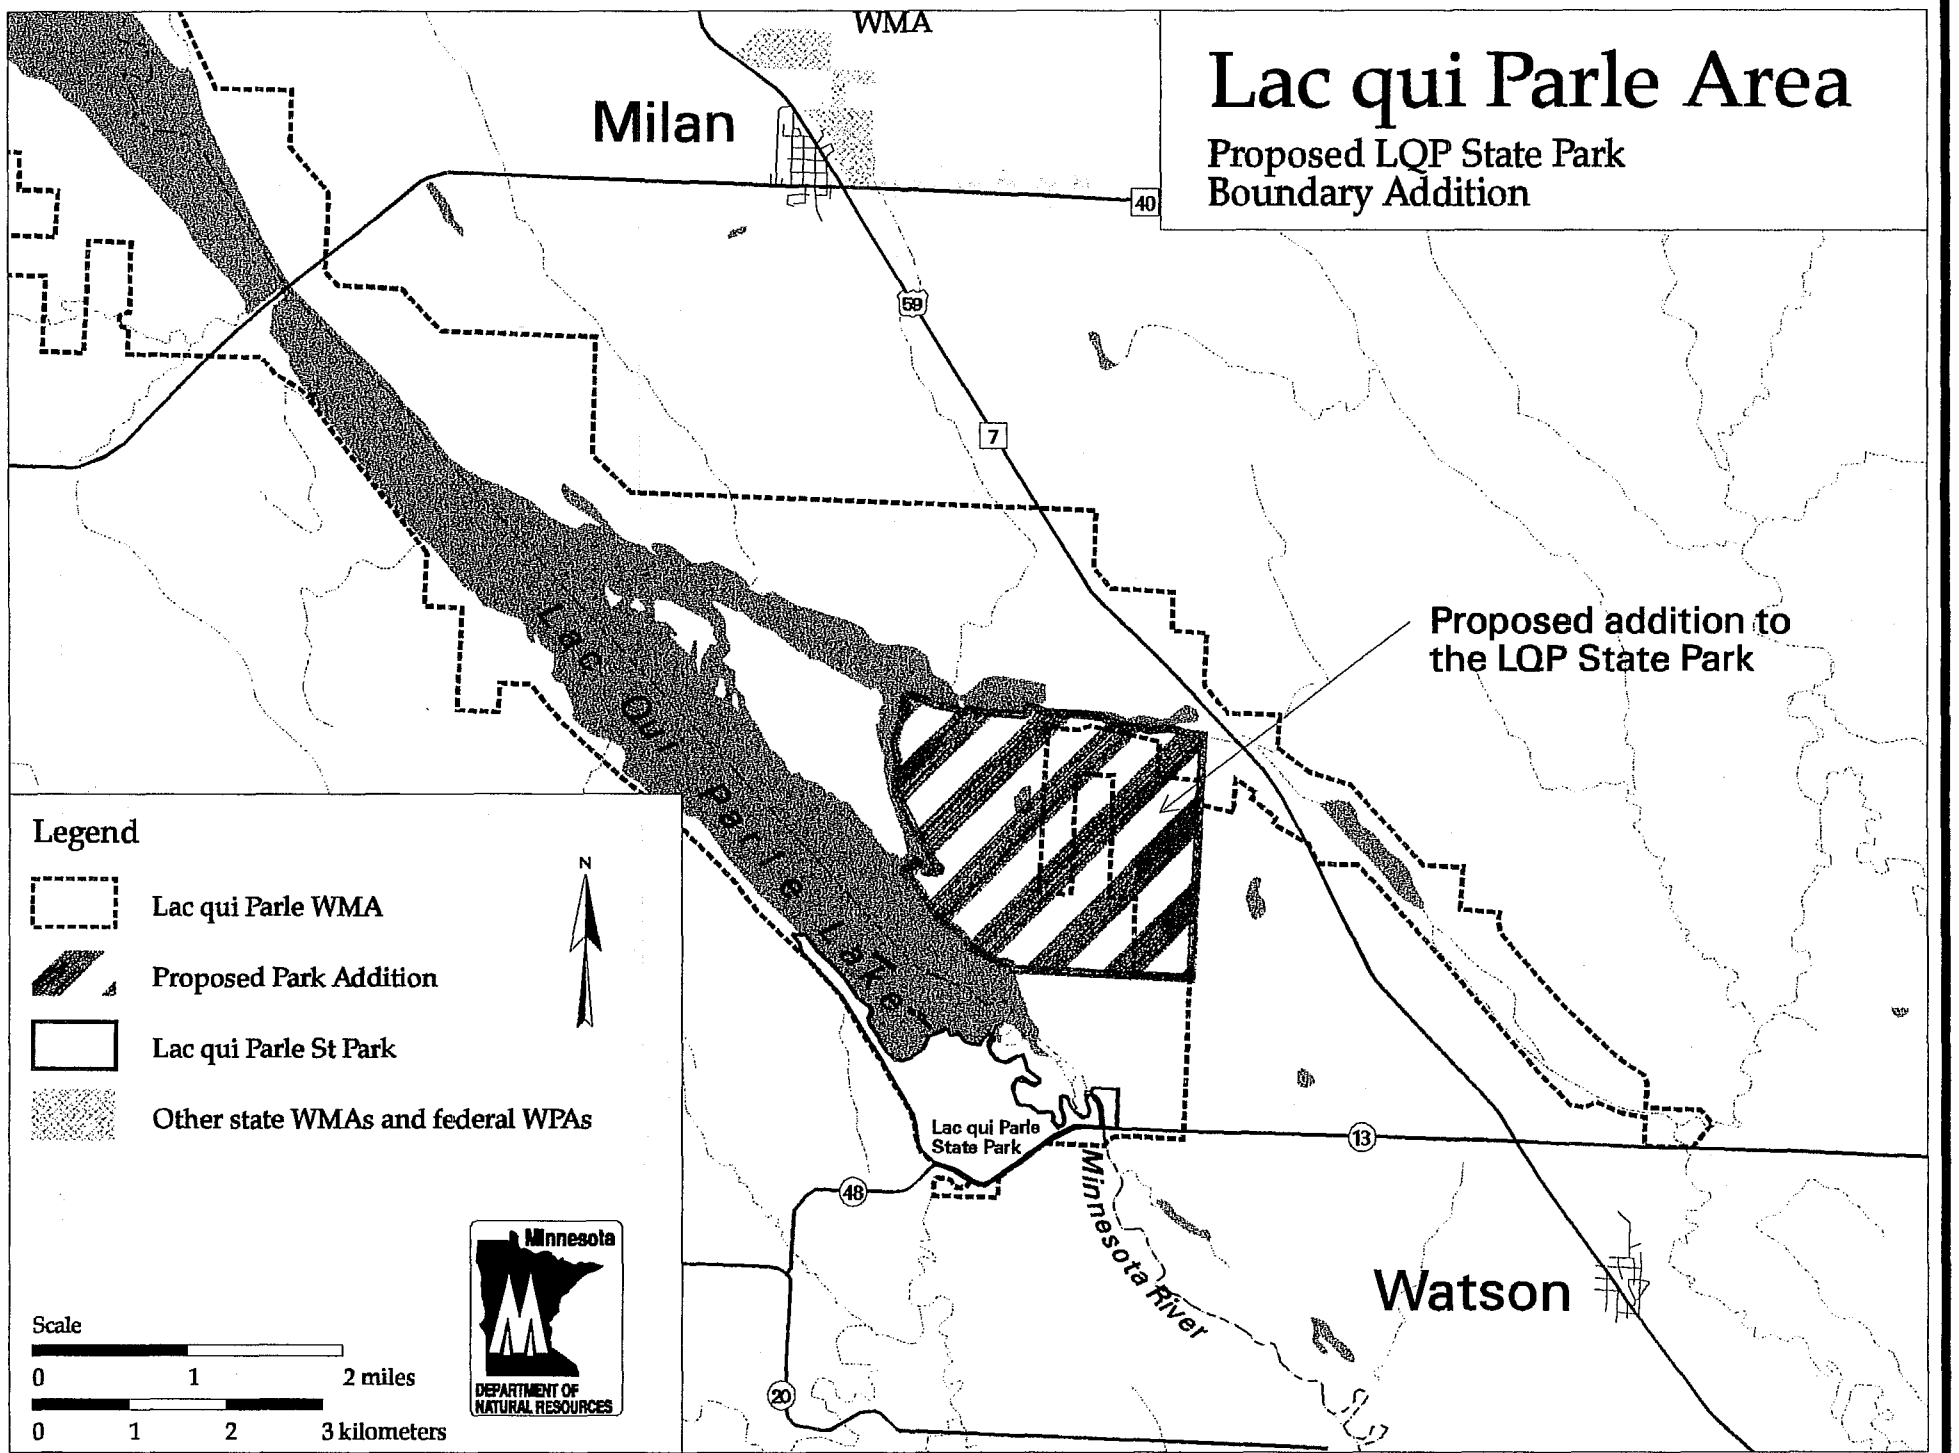 WMA
Lac qui Parle Area
Proposed LQP State Park
Boundary Addition
Milan
40
59
7
Proposed addition to
the LQP State Park
Lac Qui Parle Lake
Legend
N
Lac qui Parle WMA
Proposed Park Addition
Lac qui Parle St Park
Other state WMAs and federal WPAs
Lac qui Parle
State Park
13
48
Minnesota River
Watson
20
Minnesota
DEPARTMENT OF
NATURAL RESOURCES
Scale
0 1 2 miles
0 1 2 3 kilometers